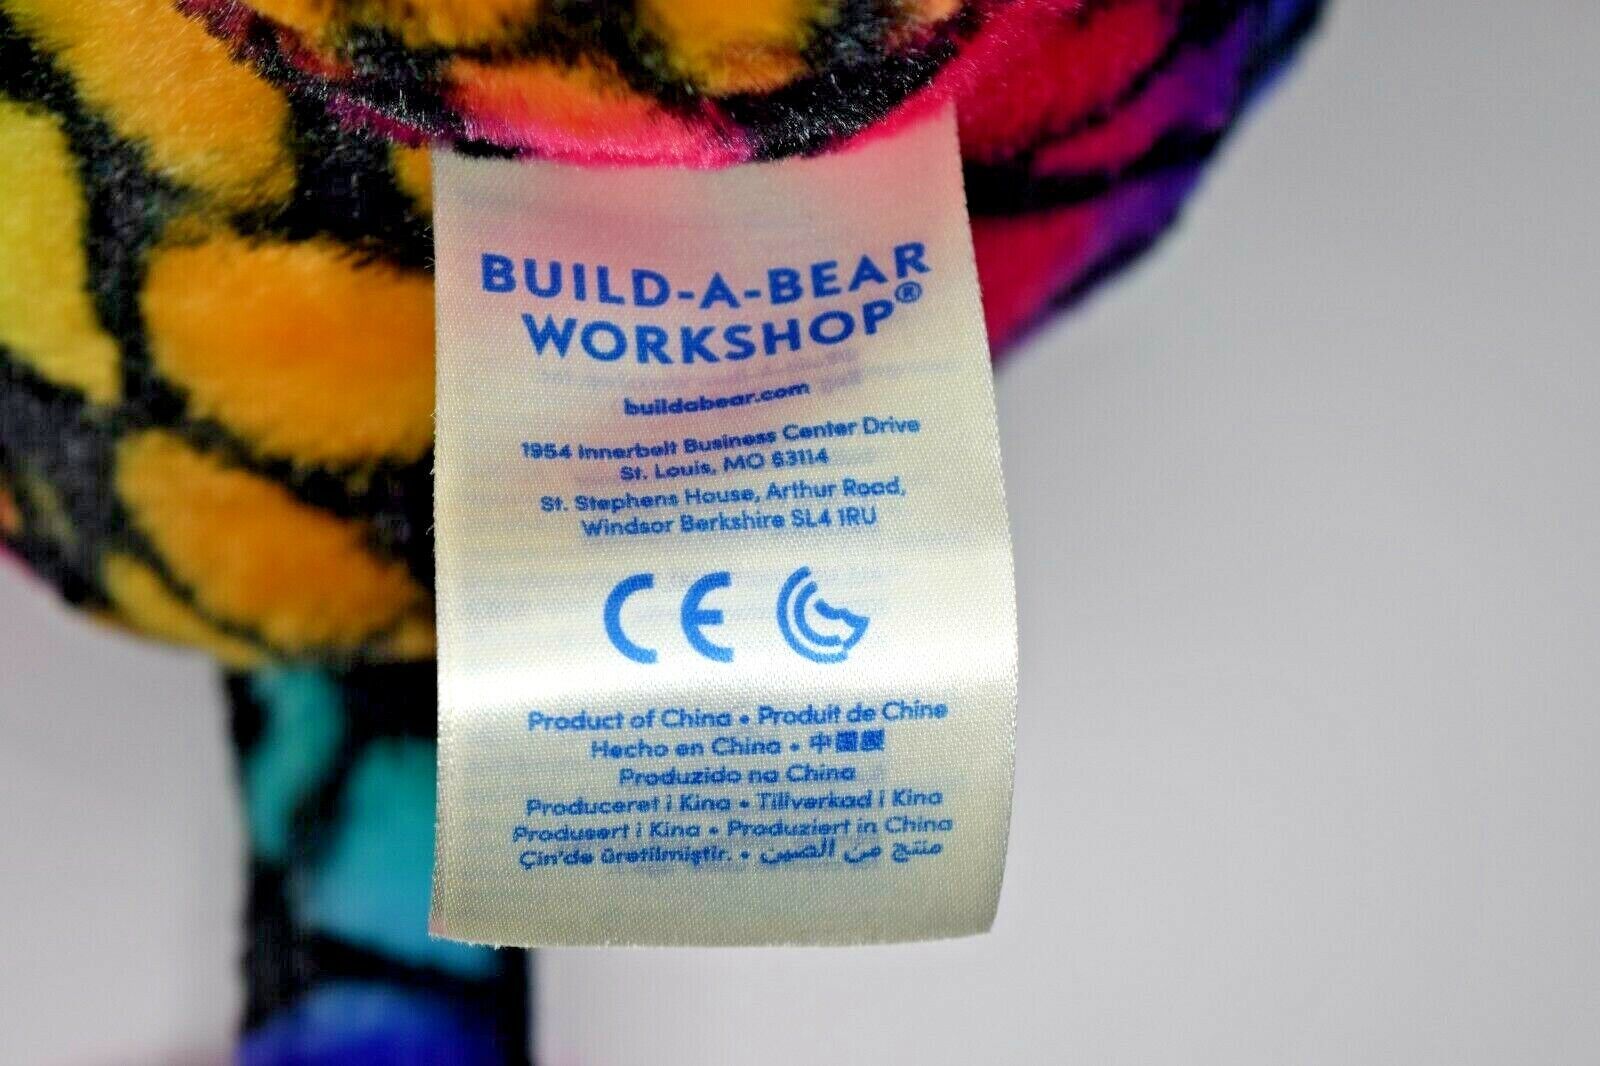 BUILD-A-BEAR
WORKSHOP®
buildabear.com
1954 Innerbelt Business Center Drive
St. Louis, MO 63114
St. Stephens House, Arthur Road,
Windsor Berkshire SL4 1RU
CE
Product of China • Produit de Chine
Hecho en China • 中國製
Produzido na China
Produceret i Kina • Tillverkad i Kina
Produsert i Kina • Produziert in China
Çin'de üretilmiştir. • منتج من الصين